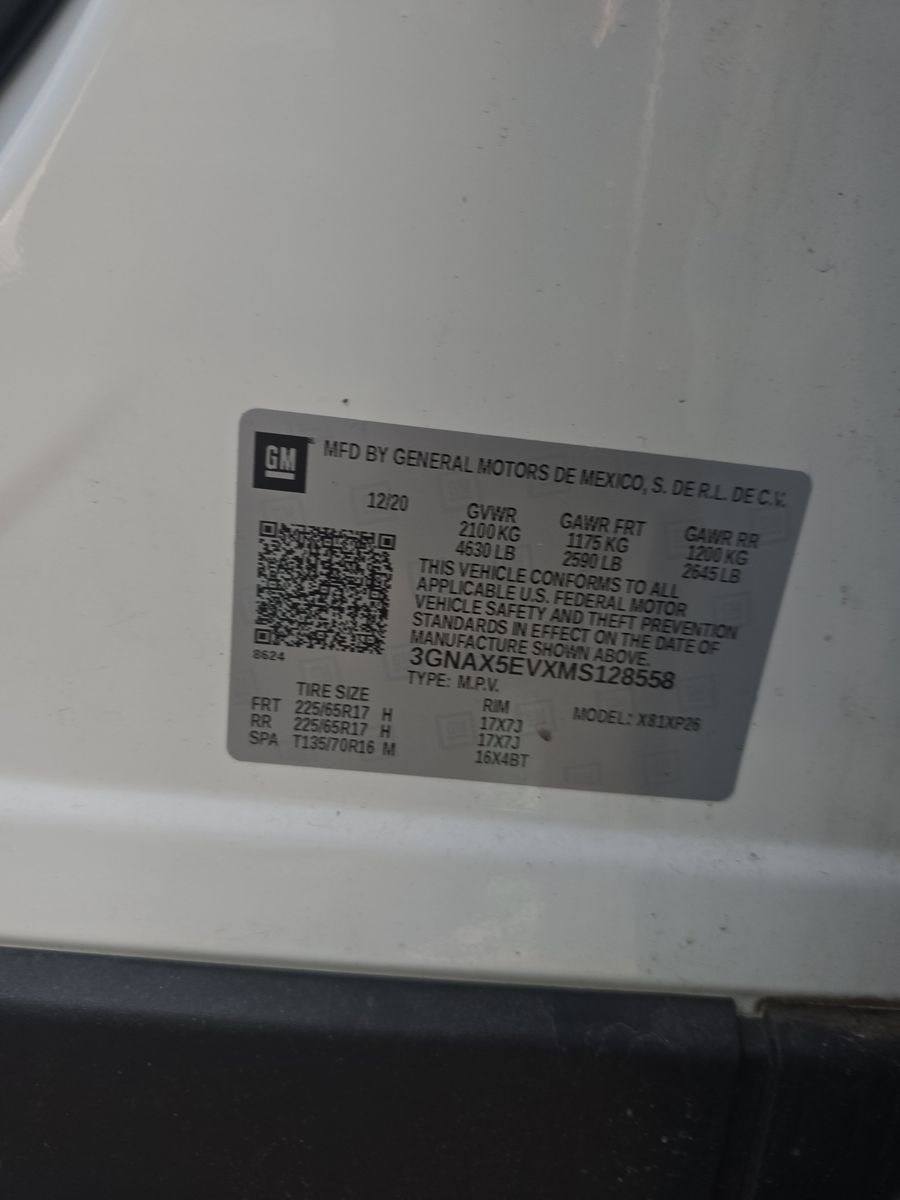 GM
MFD BY GENERAL MOTORS DE MEXICO, S. DE R.L. DE C.V.
12/20
GVWR
2100 KG
4630 LB
GAWR FRT
1175 KG
2590 LB
GAWR RR
1200 KG
2645 LB
THIS VEHICLE CONFORMS TO ALL
APPLICABLE U.S. FEDERAL MOTOR
VEHICLE SAFETY AND THEFT PREVENTION
STANDARDS IN EFFECT ON THE DATE OF
MANUFACTURE SHOWN ABOVE.
8624
3GNAX5EVXMS128558
TYPE: M.P.V.
MODEL: X81XP26
TIRE SIZE RIM
FRT 225/65R17 H 17X7J
RR 225/65R17 H 17X7J
SPA T135/70R16 M 16X4BT